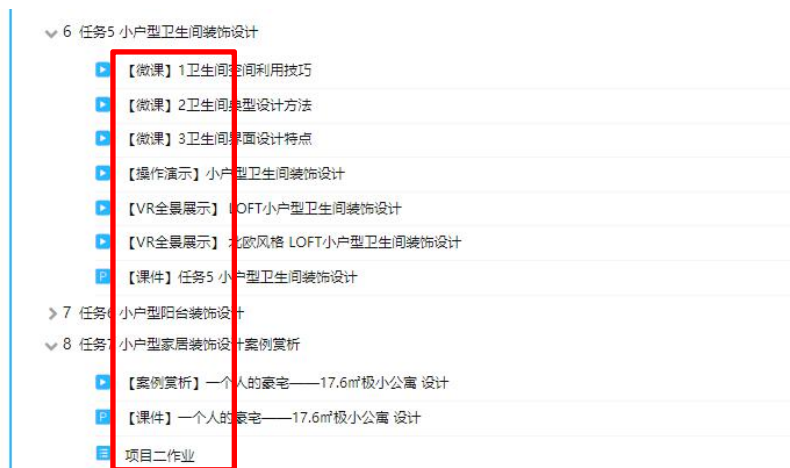 6 任务5 小户型卫生间装饰设计
【微课】1卫生间空间利用技巧
【微课】2卫生间典型设计方法
【微课】3卫生间界面设计特点
【操作演示】小户型卫生间装饰设计
【VR全景展示】 LOFT小户型卫生间装饰设计
【VR全景展示】 北欧风格 LOFT小户型卫生间装饰设计
P 【课件】任务5 小户型卫生间装饰设计
7 任务6 小户型阳台装饰设计
8 任务7 小户型家居装饰设计案例赏析
【案例赏析】一个人的豪宅——17.6㎡极小公寓 设计
P 【课件】一个人的豪宅——17.6㎡极小公寓 设计
项目二作业